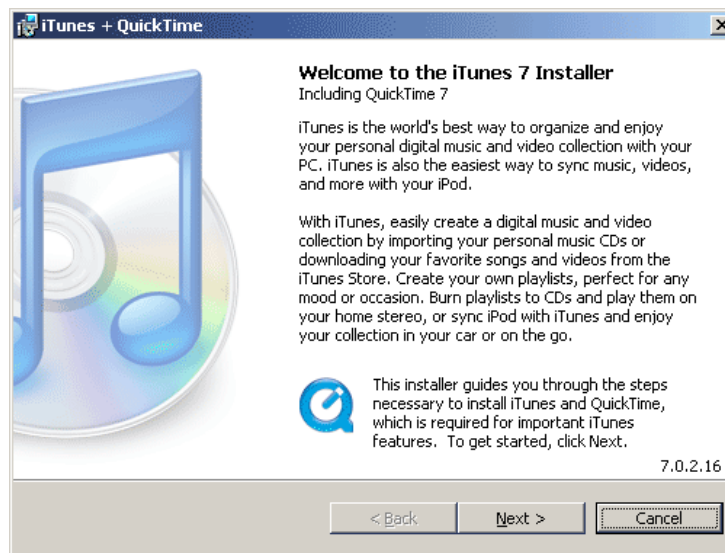 iTunes + QuickTime
Welcome to the iTunes 7 Installer
Including QuickTime 7
iTunes is the world's best way to organize and enjoy
your personal digital music and video collection with your
PC. iTunes is also the easiest way to sync music, videos,
and more with your iPod.
With iTunes, easily create a digital music and video
collection by importing your personal music CDs or
downloading your favorite songs and videos from the
iTunes Store. Create your own playlists, perfect for any
mood or occasion. Burn playlists to CDs and play them on
your home stereo, or sync iPod with iTunes and enjoy
your collection in your car or on the go.
This installer guides you through the steps
necessary to install iTunes and QuickTime,
which is required for important iTunes
features.  To get started, click Next.
7.0.2.16
< Back
Next >
Cancel